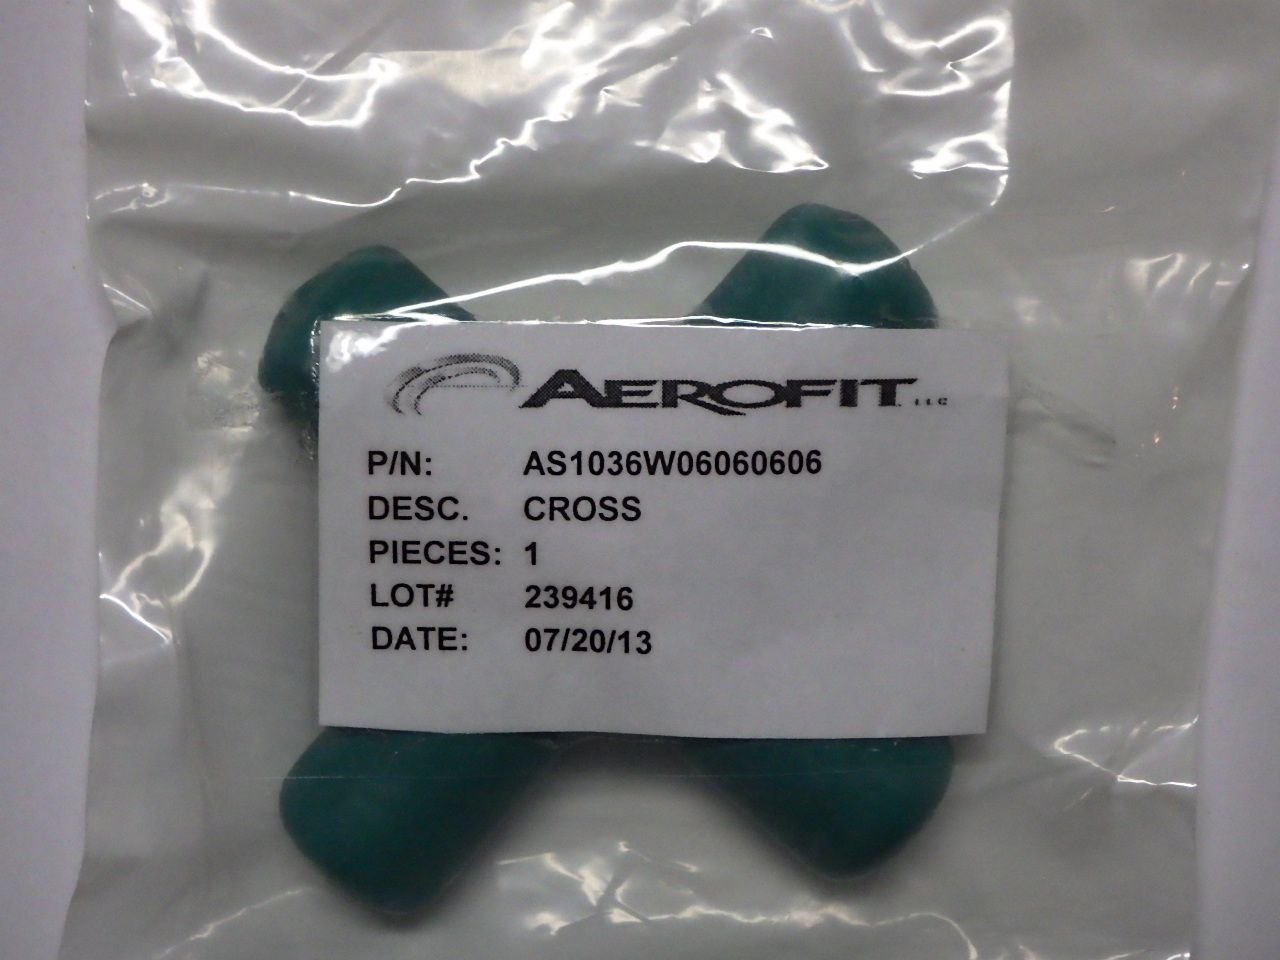 AEROFIT LLC
P/N: AS1036W06060606
DESC. CROSS
PIECES: 1
LOT# 239416
DATE: 07/20/13